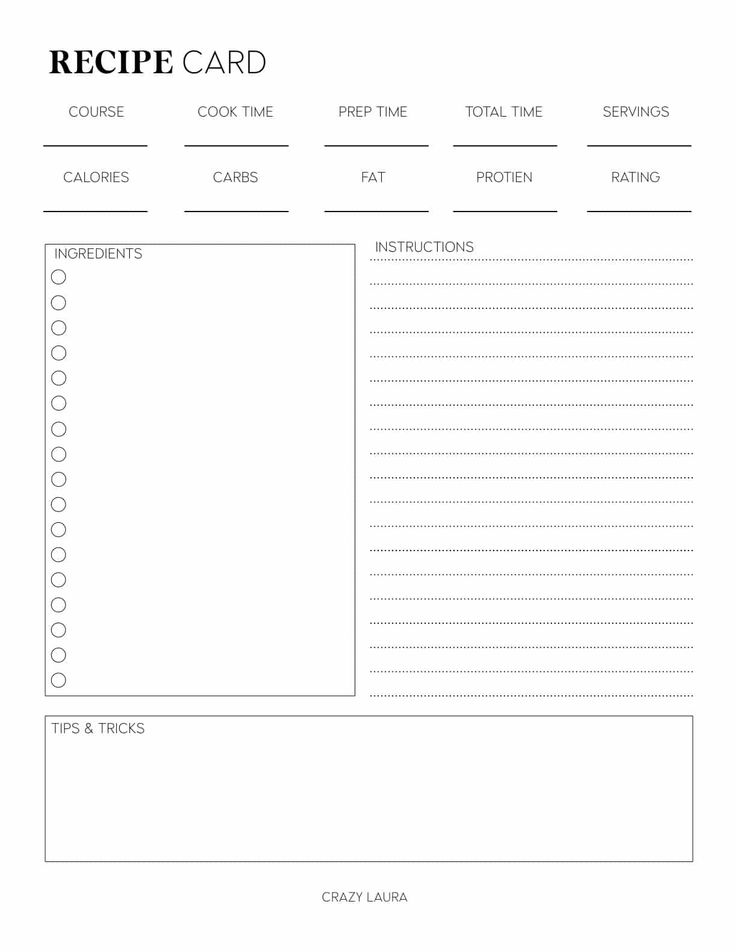 RECIPE CARD
COURSE COOK TIME PREP TIME TOTAL TIME SERVINGS
CALORIES CARBS FAT PROTIEN RATING
INGREDIENTS
INSTRUCTIONS
TIPS & TRICKS
CRAZY LAURA